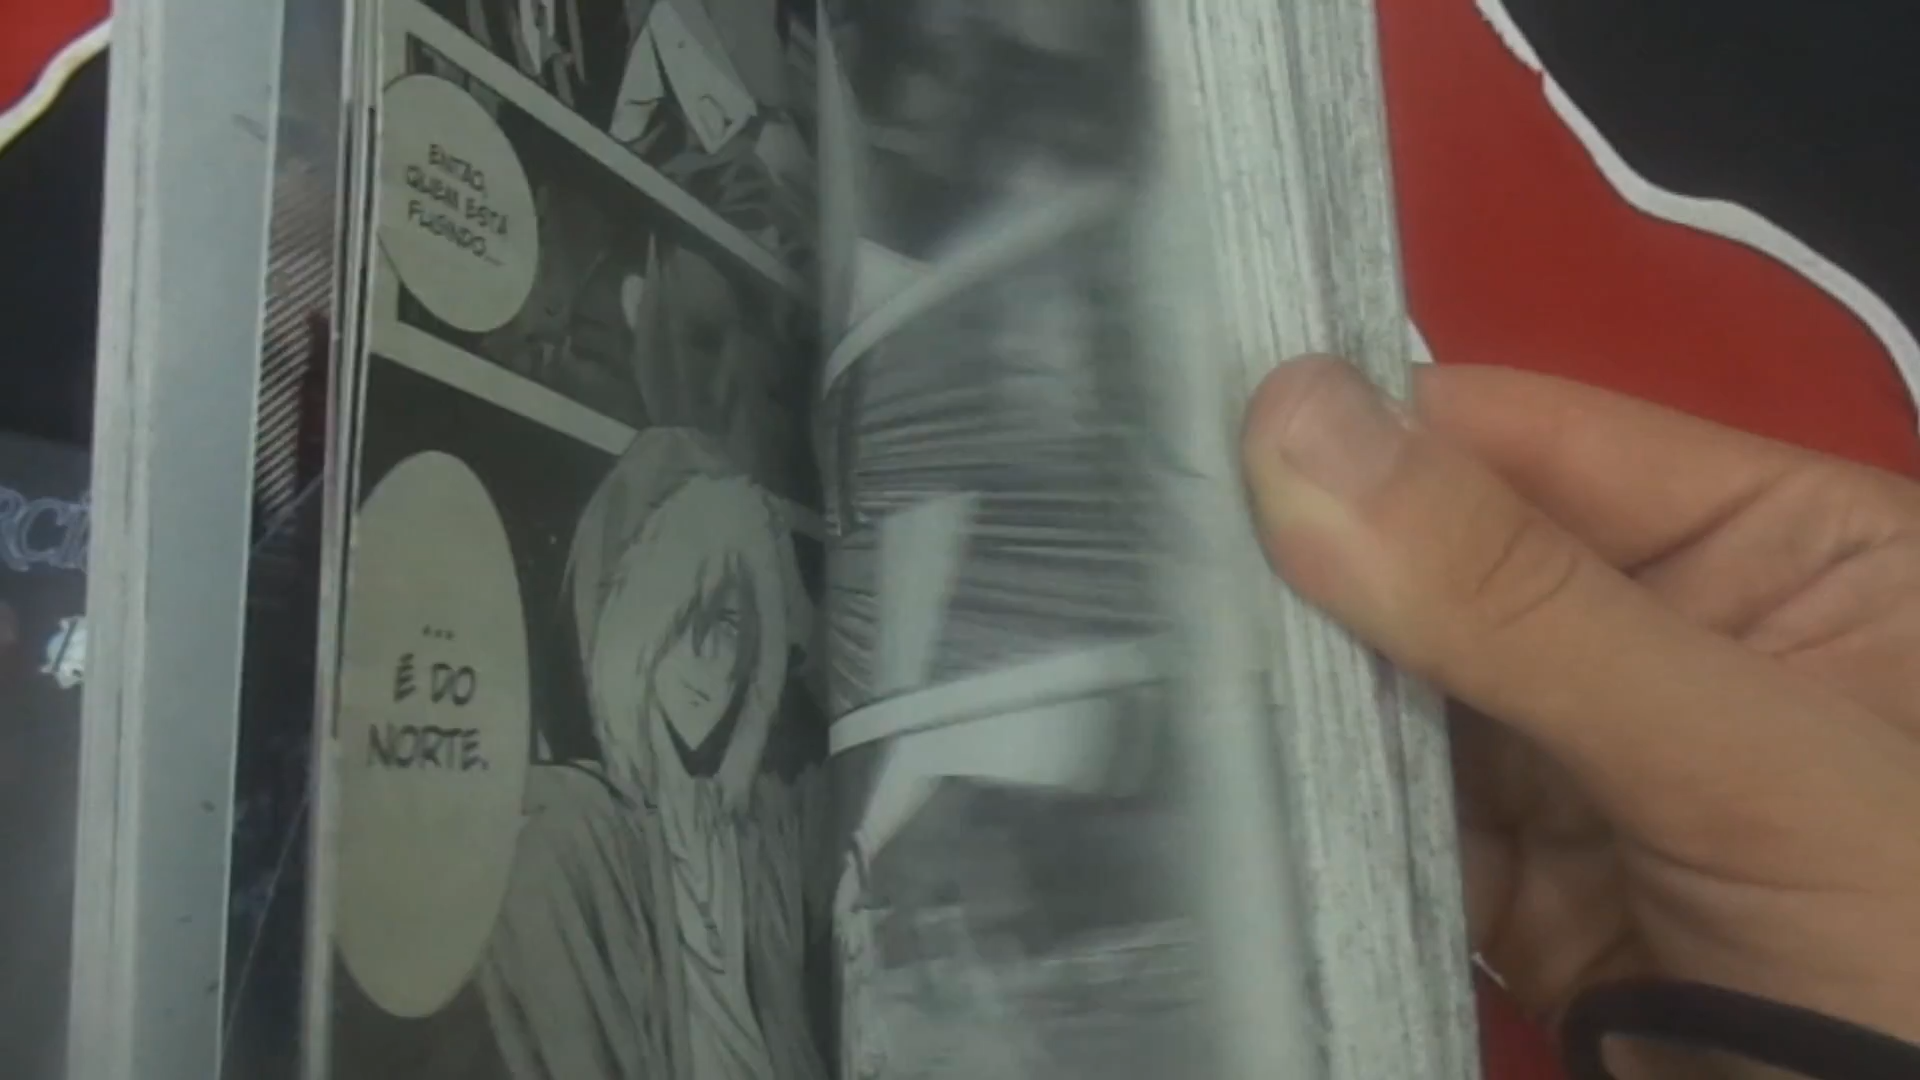 ENTÃO,
QUEM ESTÁ
FUGINDO...
...
É DO
NORTE.